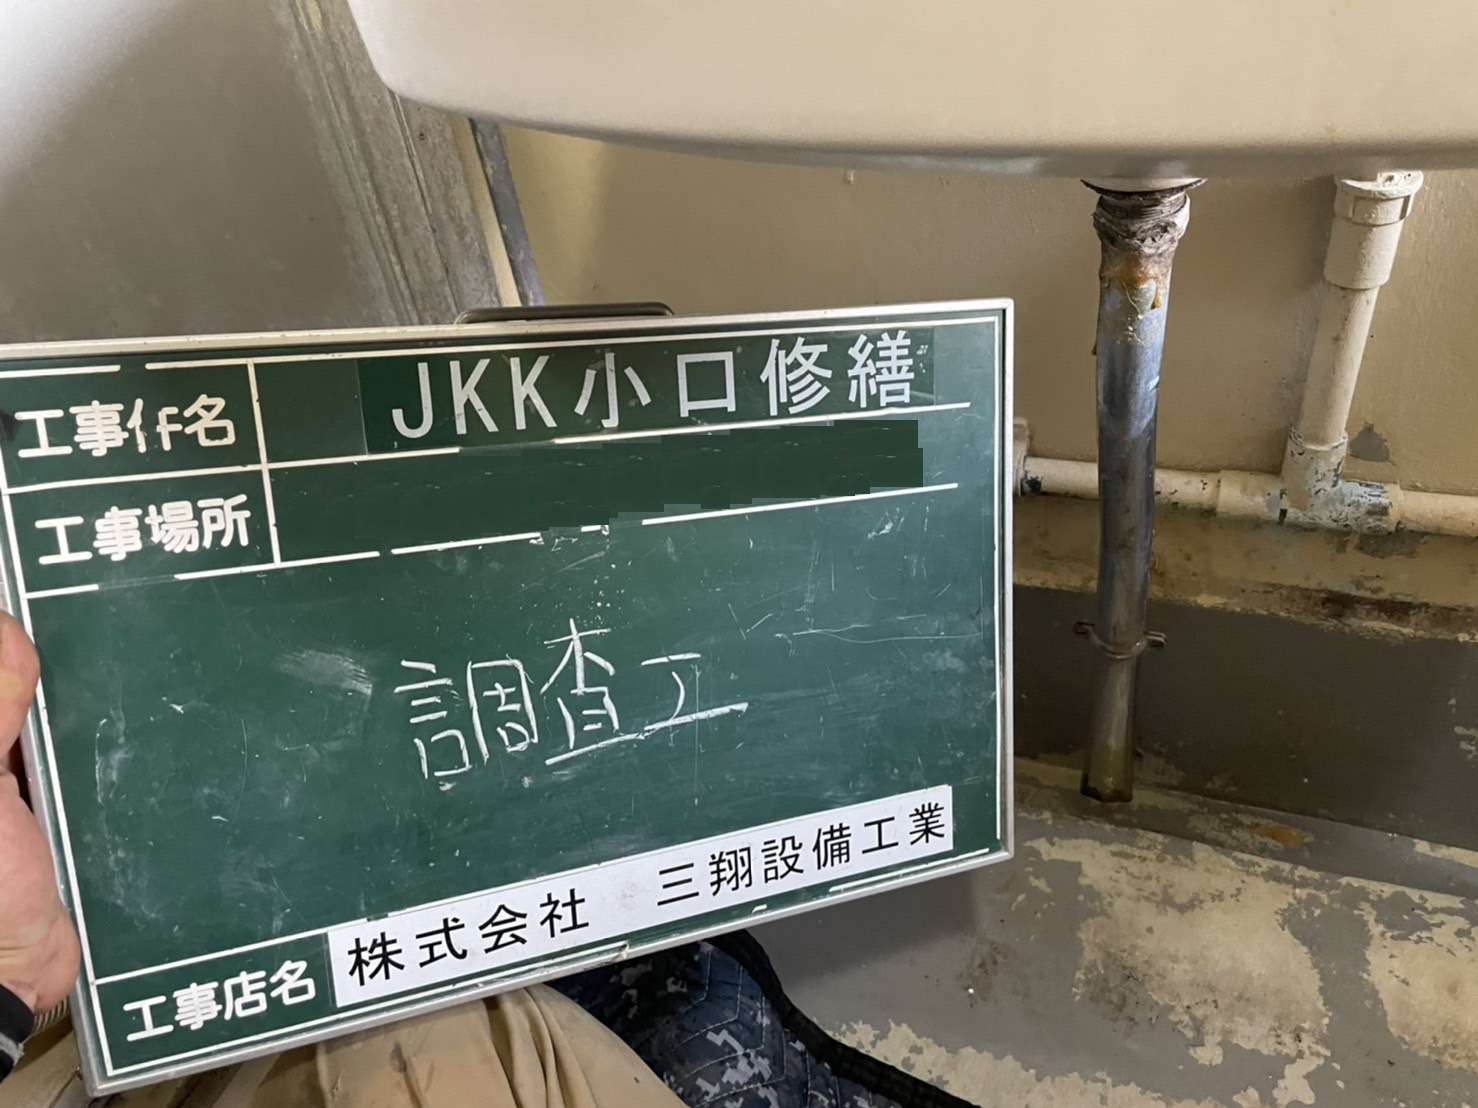 工事件名 JKK小口修繕
工事場所
調査工
工事店名 株式会社 三翔設備工業